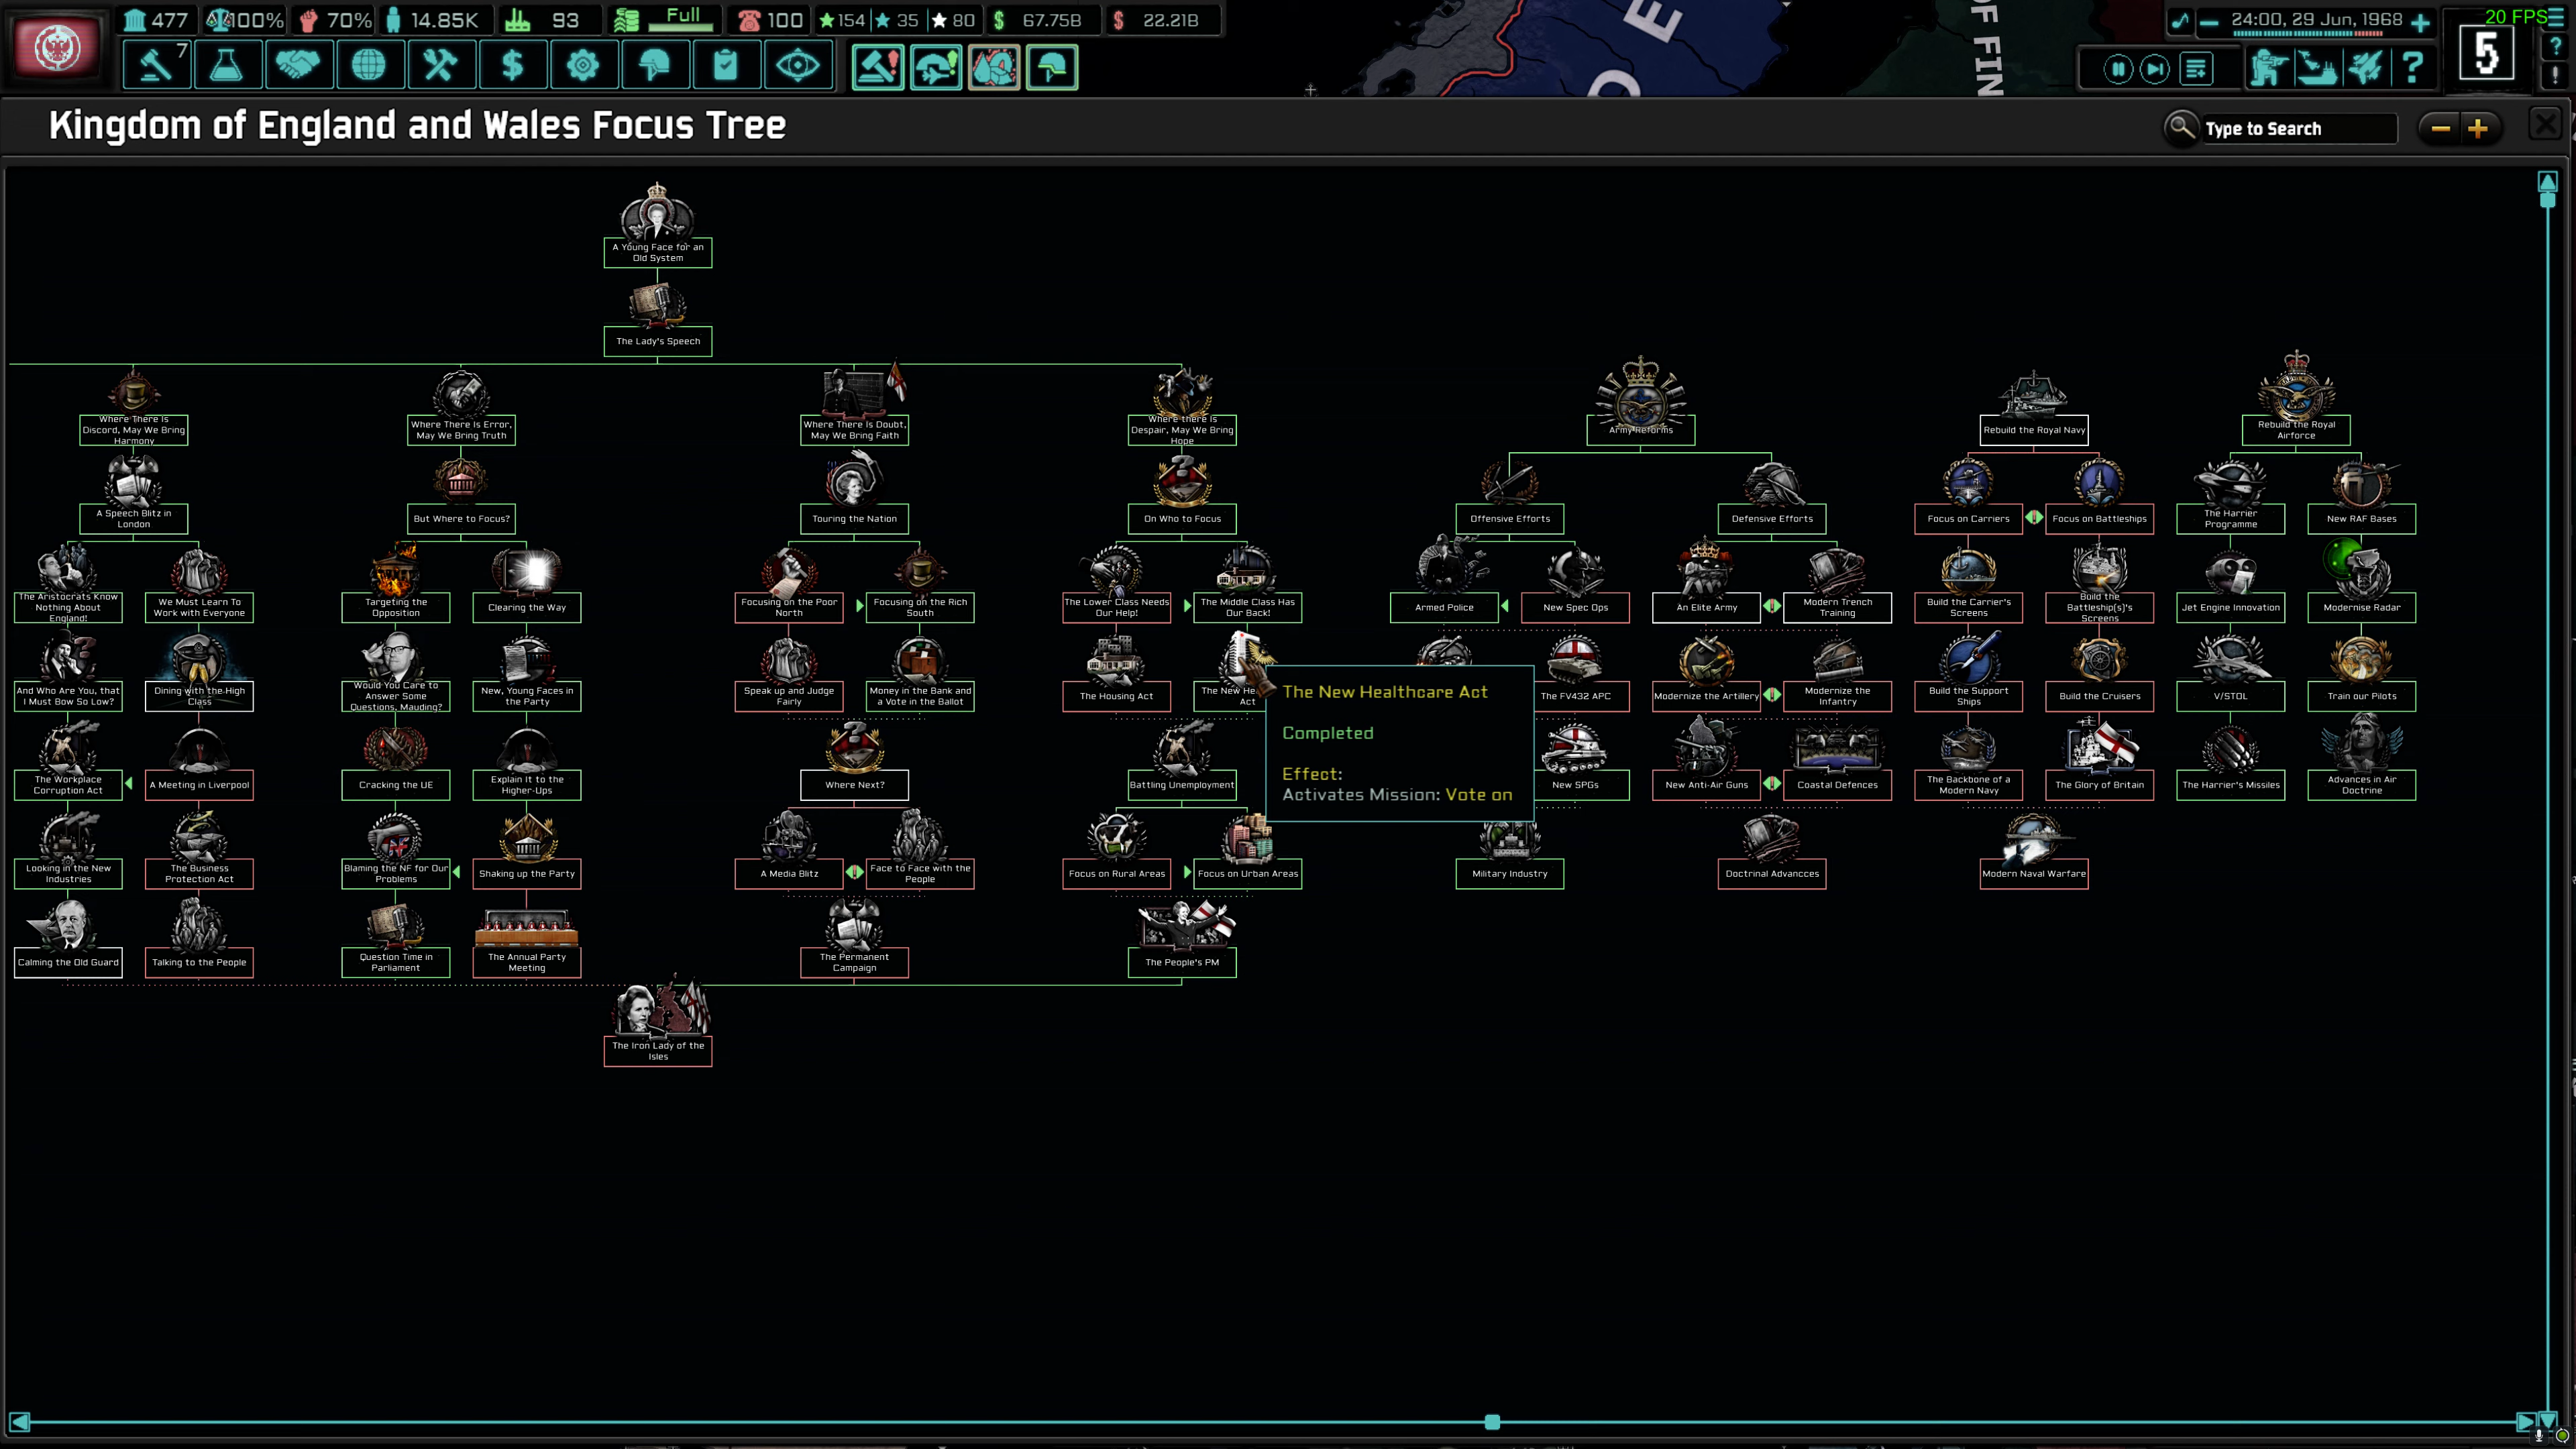 477
100%
70%
14.85K
93
Full
100
154
35
80
$ 67.75B
$ 22.21B
24:00, 29 Jun, 1968
20 FPS
7
5
?
E
D
OF FIN
Kingdom of England and Wales Focus Tree
Type to Search
A Young Face for an
Old System
The Lady's Speech
Where There Is
Discord, May We Bring
Harmony
Where There Is Error,
May We Bring Truth
Where There Is Doubt,
May We Bring Faith
Where There Is
Despair, May We Bring
Hope
Army Reforms
Rebuild the Royal Navy
Rebuild the Royal
Airforce
A Speech Blitz in
London
But Where to Focus?
Touring the Nation
On Who to Focus
Offensive Efforts
Defensive Efforts
Focus on Carriers
Focus on Battleships
The Harrier
Programme
New RAF Bases
The Aristocrats Know
Nothing About
England!
We Must Learn To
Work with Everyone
Targeting the
Opposition
Clearing the Way
Focusing on the Poor
North
Focusing on the Rich
South
The Lower Class Needs
Our Help!
The Middle Class Has
Our Back!
Armed Police
New Spec Ops
An Elite Army
Modern Trench
Training
Build the Carrier's
Screens
Build the
Battleship(s)'s
Screens
Jet Engine Innovation
Modernise Radar
And Who Are You, that
I Must Bow So Low?
Dining with the High
Class
Would You Care to
Answer Some
Questions, Mauding?
New, Young Faces in
the Party
Speak up and Judge
Fairly
Money in the Bank and
a Vote in the Ballot
The Housing Act
The New Hea
Act
The New Healthcare Act
Completed
Effect:
Activates Mission: Vote on
The FV432 APC
Modernize the Artillery
Modernize the
Infantry
Build the Support
Ships
Build the Cruisers
V/STOL
Train our Pilots
The Workplace
Corruption Act
A Meeting in Liverpool
Cracking the UE
Explain It to the
Higher-Ups
Where Next?
Battling Unemployment
New SPGs
New Anti-Air Guns
Coastal Defences
The Backbone of a
Modern Navy
The Glory of Britain
The Harrier's Missiles
Advances in Air
Doctrine
Looking in the New
Industries
The Business
Protection Act
Blaming the NF for Our
Problems
Shaking up the Party
A Media Blitz
Face to Face with the
People
Focus on Rural Areas
Focus on Urban Areas
Military Industry
Doctrinal Advancces
Modern Naval Warfare
Calming the Old Guard
Talking to the People
Question Time in
Parliament
The Annual Party
Meeting
The Permanent
Campaign
The People's PM
The Iron Lady of the
Isles